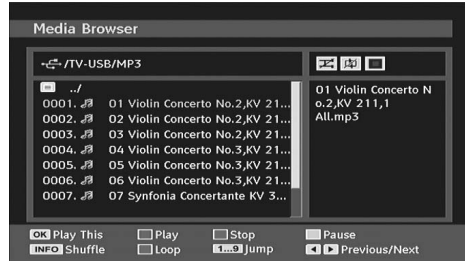 Media Browser
/TV-USB/MP3
../
0001. 01 Violin Concerto No.2,KV 21...
0002. 02 Violin Concerto No.2,KV 21...
0003. 03 Violin Concerto No.2,KV 21...
0004. 04 Violin Concerto No.3,KV 21...
0005. 05 Violin Concerto No.3,KV 21...
0006. 06 Violin Concerto No.3,KV 21...
0007. 07 Synfonia Concertante KV 3...
01 Violin Concerto N
o.2,KV 211,1
All.mp3
OK Play This Play Stop Pause
INFO Shuffle Loop 1...9 Jump Previous/Next